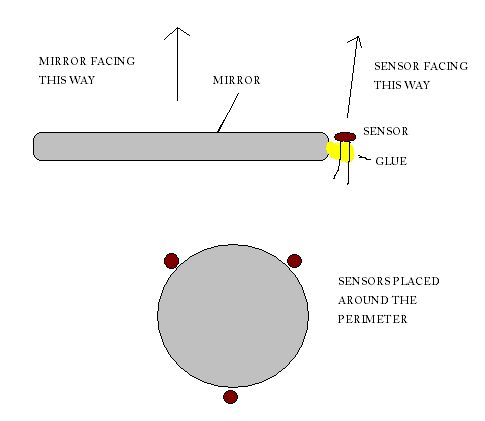 MIRROR FACING
THIS WAY
MIRROR
SENSOR FACING
THIS WAY
SENSOR
GLUE
SENSORS PLACED
AROUND THE
PERIMETER